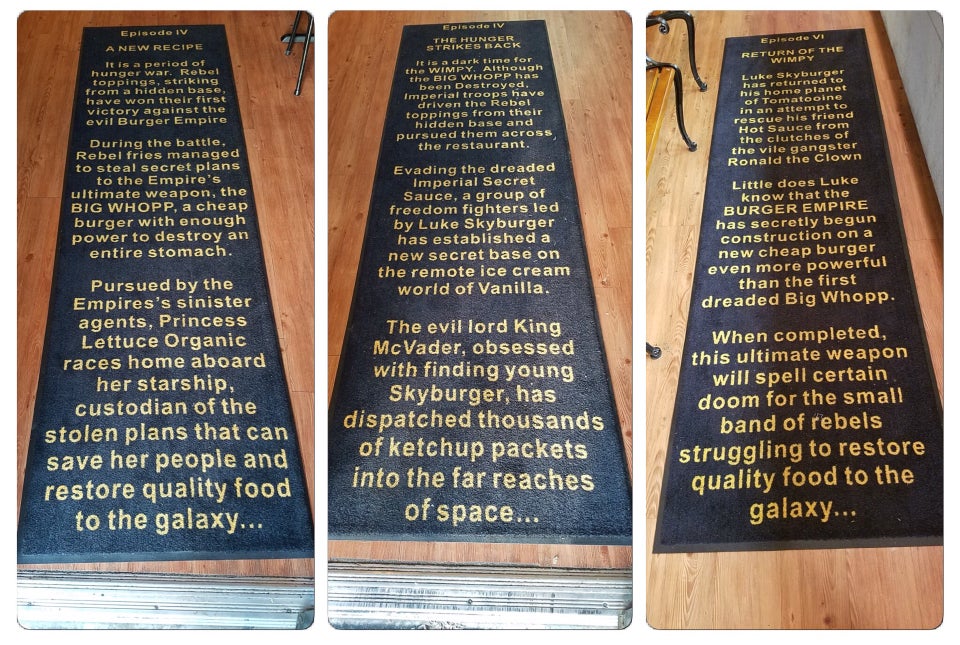 Episode IV
A NEW RECIPE
It is a period of
hunger war. Rebel
toppings, striking
from a hidden base,
have won their first
victory against the
evil Burger Empire
During the battle,
Rebel fries managed
to steal secret plans
to the Empire's
ultimate weapon, the
BIG WHOPP, a cheap
burger with enough
power to destroy an
entire stomach.
Pursued by the
Empires's sinister
agents, Princess
Lettuce Organic
races home aboard
her starship,
custodian of the
stolen plans that can
save her people and
restore quality food
to the galaxy...
Episode IV
THE HUNGER
STRIKES BACK
It is a dark time for
the WIMPY. Although
the BIG WHOPP has
been Destroyed,
Imperial troops have
driven the Rebel
toppings from their
hidden base and
pursued them across
the restaurant.
Evading the dreaded
Imperial Secret
Sauce, a group of
freedom fighters led
by Luke Skyburger
has established a
new secret base on
the remote ice cream
world of Vanilla.
The evil lord King
McVader, obsessed
with finding young
Skyburger, has
dispatched thousands
of ketchup packets
into the far reaches
of space...
Episode VI
RETURN OF THE
WIMPY
Luke Skyburger
has returned to
his home planet
of Tomatooine
in an attempt to
rescue his friend
Hot Sauce from
the clutches of
the vile gangster
Ronald the Clown
Little does Luke
know that the
BURGER EMPIRE
has secretly begun
construction on a
new cheap burger
even more powerful
than the first
dreaded Big Whopp.
When completed,
this ultimate weapon
will spell certain
doom for the small
band of rebels
struggling to restore
quality food to the
galaxy...